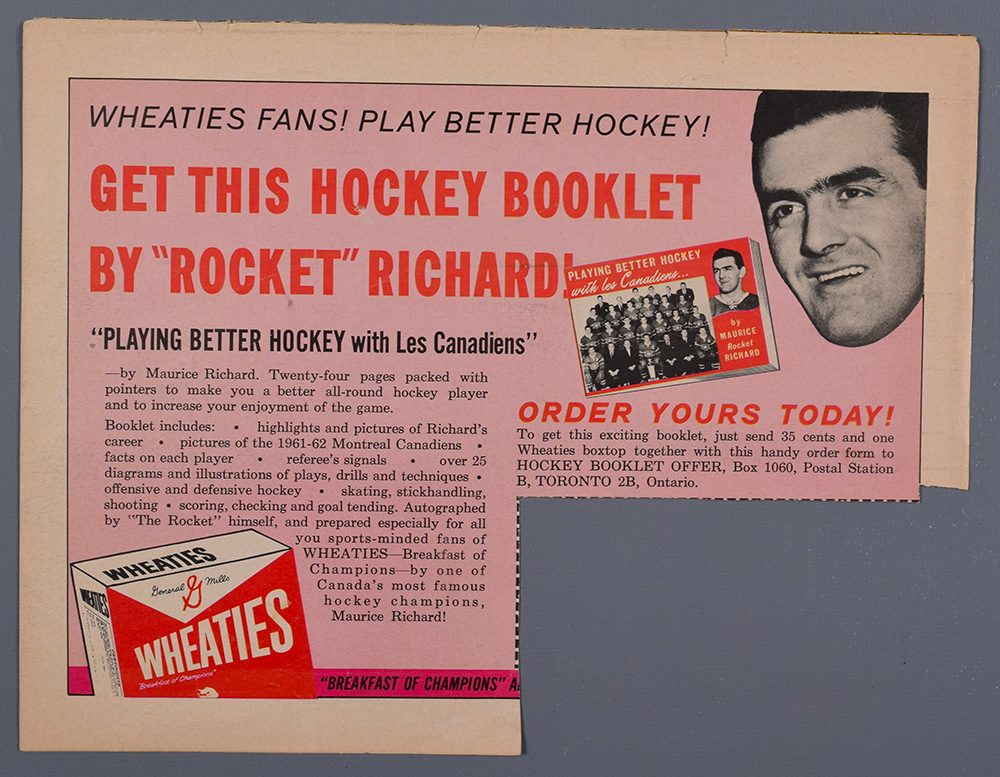 WHEATIES FANS! PLAY BETTER HOCKEY!
GET THIS HOCKEY BOOKLET
BY "ROCKET" RICHARD!
PLAYING BETTER HOCKEY
with les Canadiens...
by
MAURICE
Rocket
RICHARD
"PLAYING BETTER HOCKEY with Les Canadiens"
—by Maurice Richard. Twenty-four pages packed with
pointers to make you a better all-round hockey player
and to increase your enjoyment of the game.
Booklet includes: • highlights and pictures of Richard's
career • pictures of the 1961-62 Montreal Canadiens •
facts on each player • referee's signals • over 25
diagrams and illustrations of plays, drills and techniques •
offensive and defensive hockey • skating, stickhandling,
shooting • scoring, checking and goal tending. Autographed
by "The Rocket" himself, and prepared especially for all
you sports-minded fans of
WHEATIES—Breakfast of
Champions—by one of
Canada's most famous
hockey champions,
Maurice Richard!
ORDER YOURS TODAY!
To get this exciting booklet, just send 35 cents and one
Wheaties boxtop together with this handy order form to
HOCKEY BOOKLET OFFER, Box 1060, Postal Station
B, TORONTO 2B, Ontario.
WHEATIES
WHEATIES
General G Mills
WHEATIES
"Breakfast of Champions"
"BREAKFAST OF CHAMPIONS" A